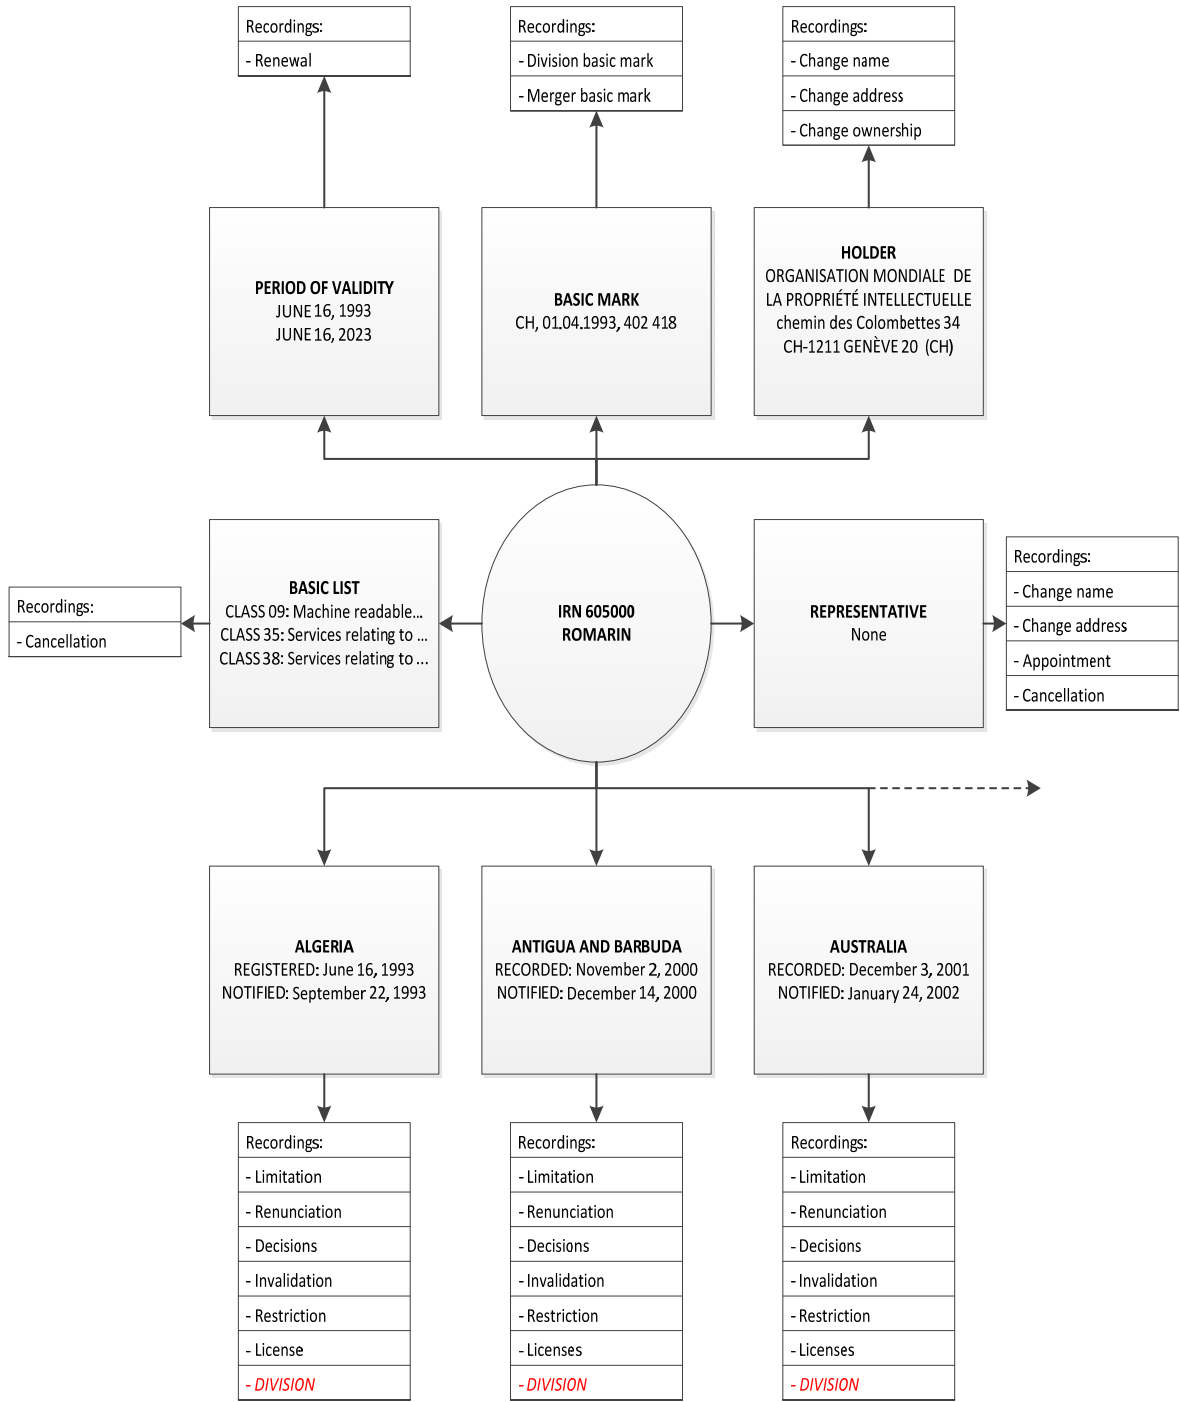 Recordings:
- Renewal
Recordings:
- Division basic mark
- Merger basic mark
Recordings:
- Change name
- Change address
- Change ownership
PERIOD OF VALIDITY
JUNE 16, 1993
JUNE 16, 2023
BASIC MARK
CH, 01.04.1993, 402 418
HOLDER
ORGANISATION MONDIALE DE
LA PROPRIÉTÉ INTELLECTUELLE
chemin des Colombettes 34
CH-1211 GENÈVE 20 (CH)
Recordings:
- Cancellation
BASIC LIST
CLASS 09: Machine readable...
CLASS 35: Services relating to ...
CLASS 38: Services relating to ...
IRN 605000
ROMARIN
REPRESENTATIVE
None
Recordings:
- Change name
- Change address
- Appointment
- Cancellation
ALGERIA
REGISTERED: June 16, 1993
NOTIFIED: September 22, 1993
ANTIGUA AND BARBUDA
RECORDED: November 2, 2000
NOTIFIED: December 14, 2000
AUSTRALIA
RECORDED: December 3, 2001
NOTIFIED: January 24, 2002
Recordings:
- Limitation
- Renunciation
- Decisions
- Invalidation
- Restriction
- License
- DIVISION
Recordings:
- Limitation
- Renunciation
- Decisions
- Invalidation
- Restriction
- Licenses
- DIVISION
Recordings:
- Limitation
- Renunciation
- Decisions
- Invalidation
- Restriction
- Licenses
- DIVISION